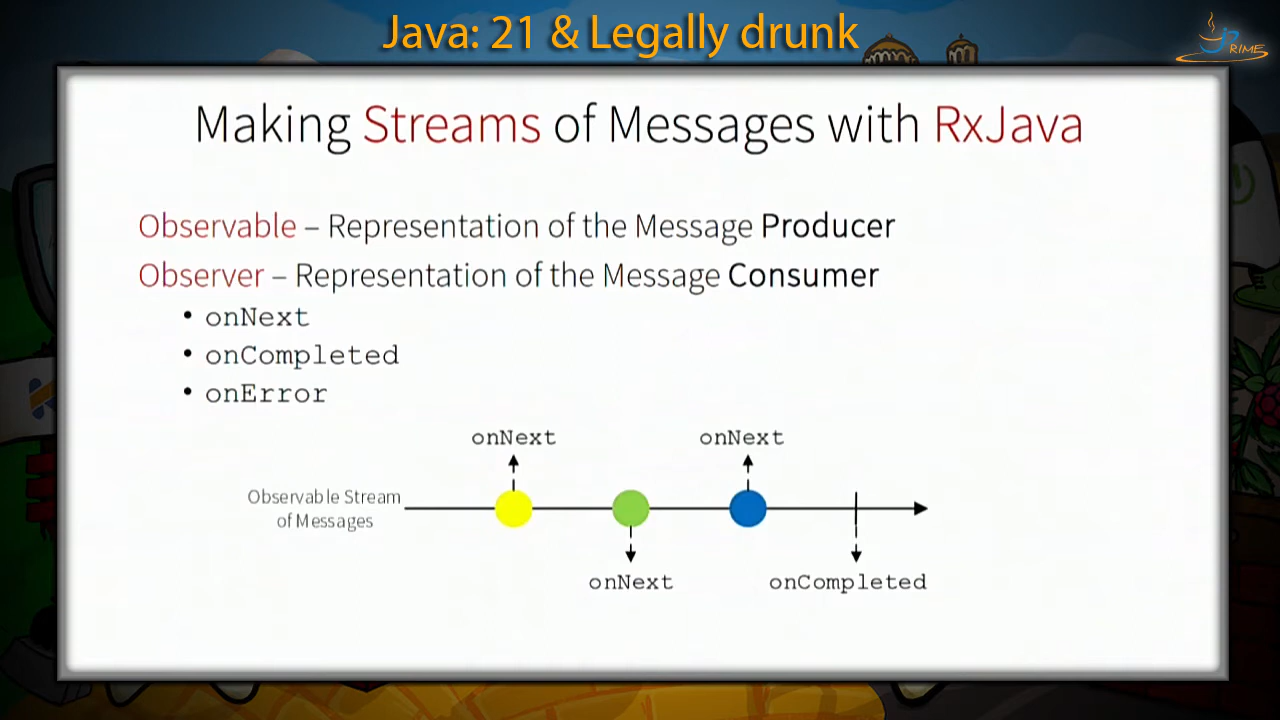 Java: 21 & Legally drunk
JPRIME
Making Streams of Messages with RxJava
Observable – Representation of the Message Producer
Observer – Representation of the Message Consumer
• onNext
• onCompleted
• onError
onNext onNext
Observable Stream
of Messages
onNext onCompleted